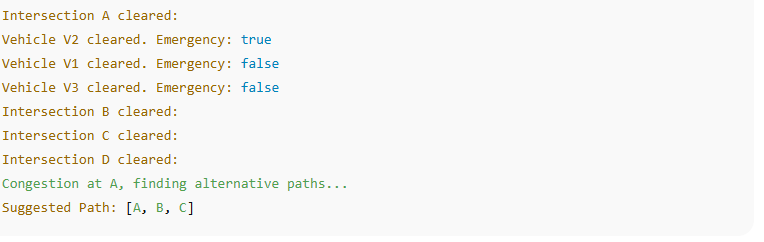 Intersection A cleared:
Vehicle V2 cleared. Emergency: true
Vehicle V1 cleared. Emergency: false
Vehicle V3 cleared. Emergency: false
Intersection B cleared:
Intersection C cleared:
Intersection D cleared:
Congestion at A, finding alternative paths...
Suggested Path: [A, B, C]